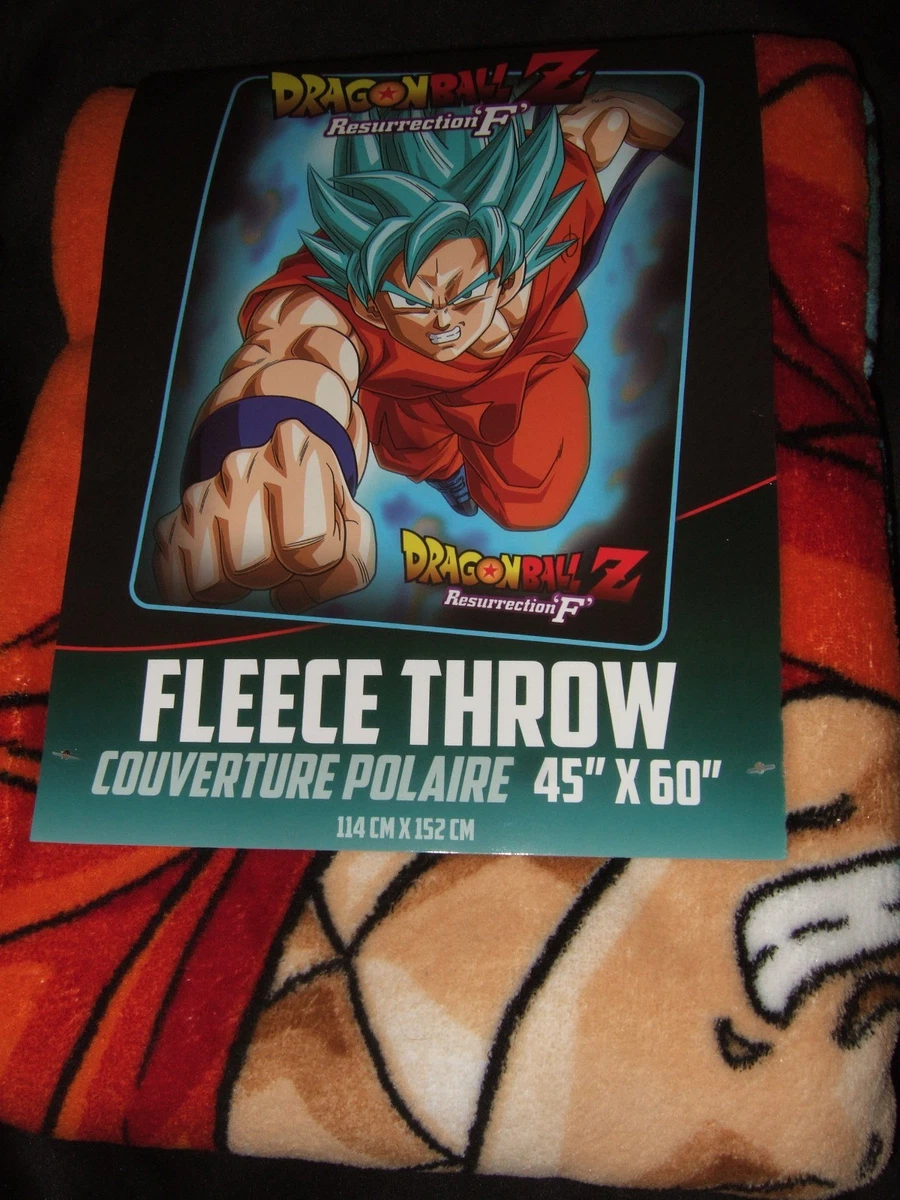 DRAGON BALL Z
Resurrection 'F'
DRAGON BALL Z
Resurrection 'F'
FLEECE THROW
COUVERTURE POLAIRE 45" X 60"
114 CM X 152 CM